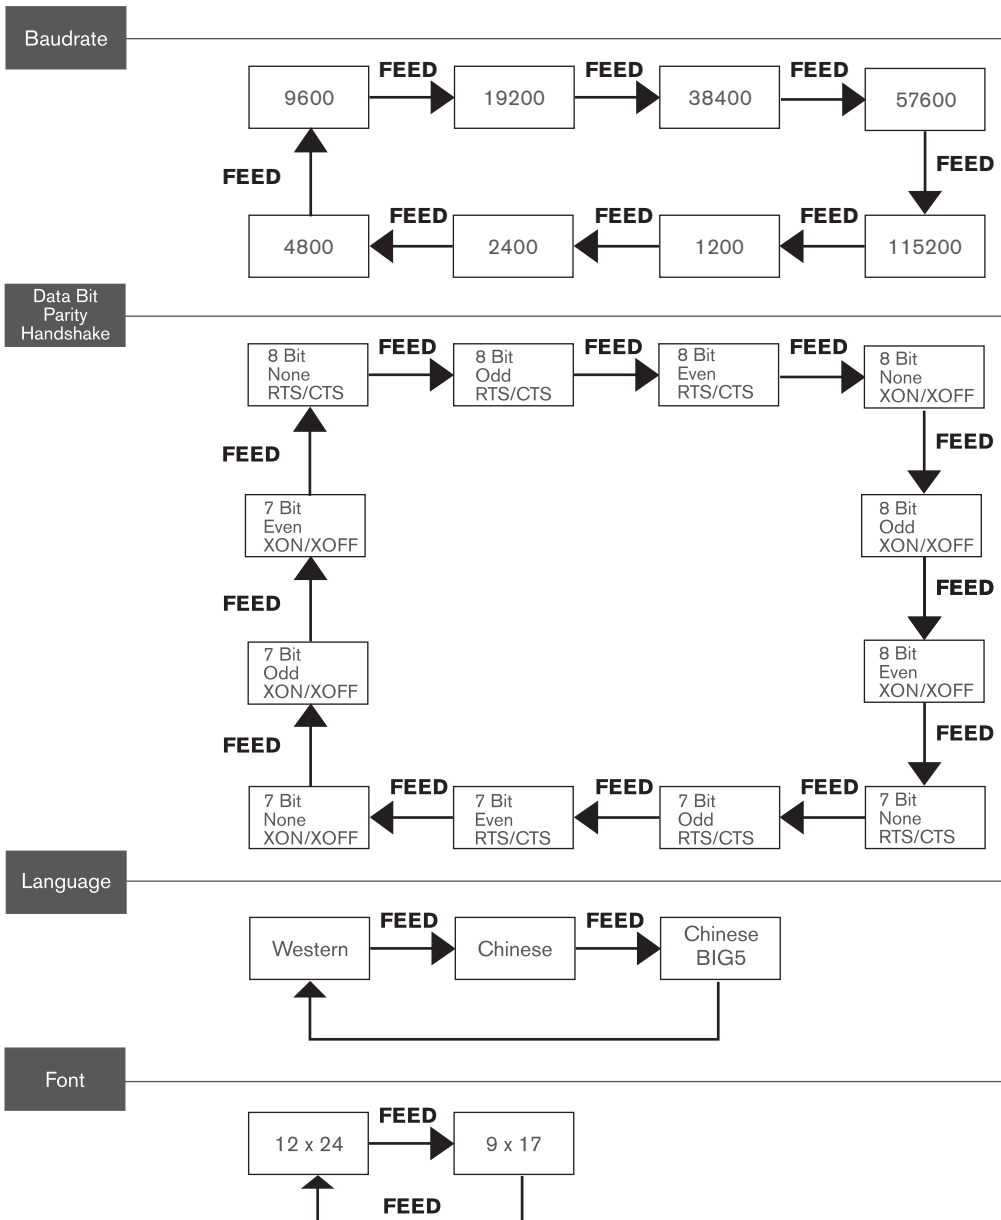 Baudrate
FEED FEED FEED
9600 19200 38400 57600
FEED FEED
FEED FEED FEED
4800 2400 1200 115200
Data Bit
Parity
Handshake
FEED FEED FEED
8 Bit
None
RTS/CTS
8 Bit
Odd
RTS/CTS
8 Bit
Even
RTS/CTS
8 Bit
None
XON/XOFF
FEED FEED
7 Bit
Even
XON/XOFF
8 Bit
Odd
XON/XOFF
FEED FEED
7 Bit
Odd
XON/XOFF
8 Bit
Even
XON/XOFF
FEED FEED
FEED FEED FEED
7 Bit
None
XON/XOFF
7 Bit
Even
RTS/CTS
7 Bit
Odd
RTS/CTS
7 Bit
None
RTS/CTS
Language
FEED FEED
Western Chinese
Chinese
BIG5
Font
FEED
12 x 24 9 x 17
FEED